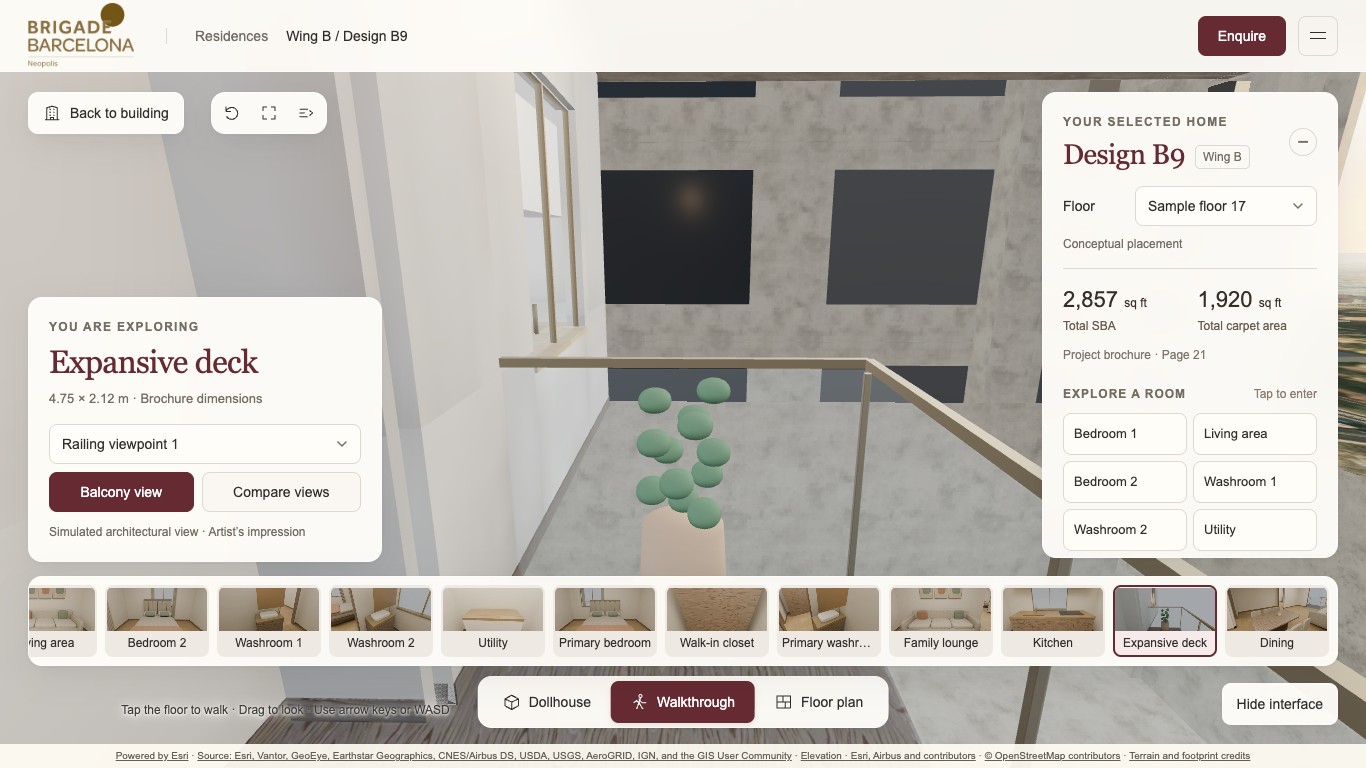 BRIGADE
BARCELONA
Neopolis
Residences
Wing B / Design B9
Enquire
Back to building
YOUR SELECTED HOME
Design B9
Wing B
Floor
Sample floor 17
Conceptual placement
2,857 sq ft
Total SBA
1,920 sq ft
Total carpet area
Project brochure · Page 21
EXPLORE A ROOM
Tap to enter
Bedroom 1
Living area
Bedroom 2
Washroom 1
Washroom 2
Utility
YOU ARE EXPLORING
Expansive deck
4.75 × 2.12 m · Brochure dimensions
Railing viewpoint 1
Balcony view
Compare views
Simulated architectural view · Artist's impression
ving area
Bedroom 2
Washroom 1
Washroom 2
Utility
Primary bedroom
Walk-in closet
Primary washr...
Family lounge
Kitchen
Expansive deck
Dining
Tap the floor to walk · Drag to look · Use arrow keys or WASD
Dollhouse
Walkthrough
Floor plan
Hide interface
Powered by Esri · Source: Esri, Vantor, GeoEye, Earthstar Geographics, CNES/Airbus DS, USDA, USGS, AeroGRID, IGN, and the GIS User Community · Elevation · Esri, Airbus and contributors · © OpenStreetMap contributors · Terrain and footprint credits